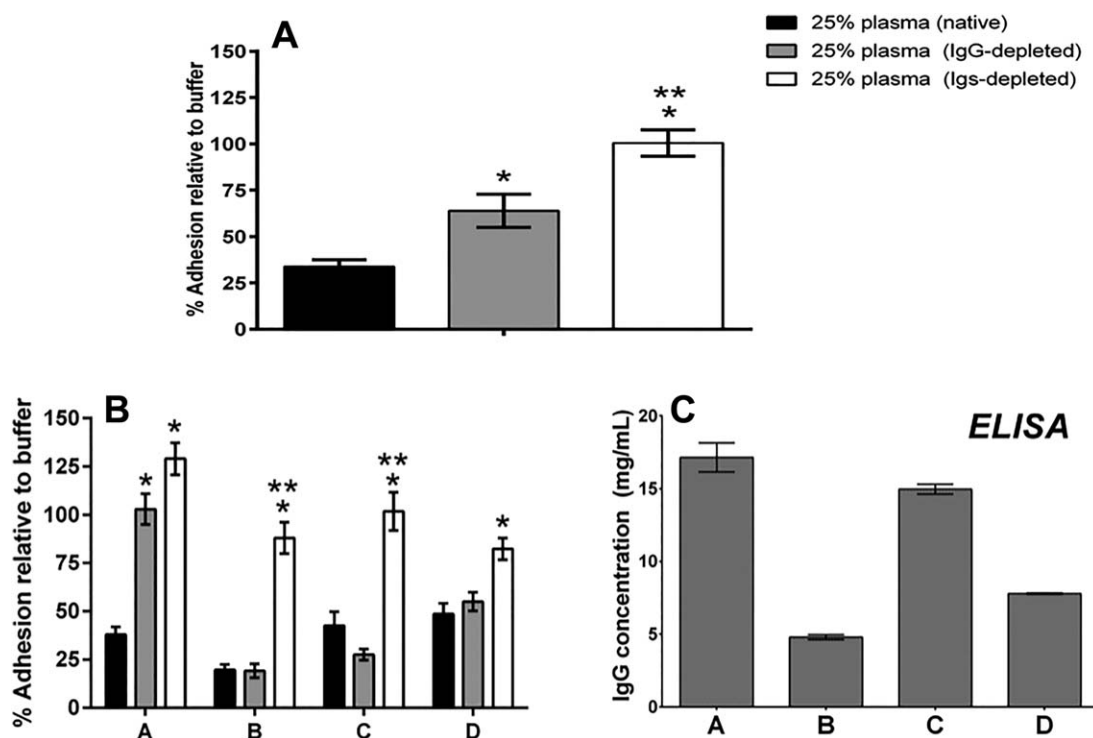 A
25% plasma (native)
25% plasma (IgG-depleted)
25% plasma (Igs-depleted)
% Adhesion relative to buffer
150
125
100
75
50
25
0
*
**
*
B
% Adhesion relative to buffer
150
125
100
75
50
25
0
*
*
**
*
**
*
*
A B C D
C
ELISA
IgG concentration (mg/mL)
20
15
10
5
0
A B C D